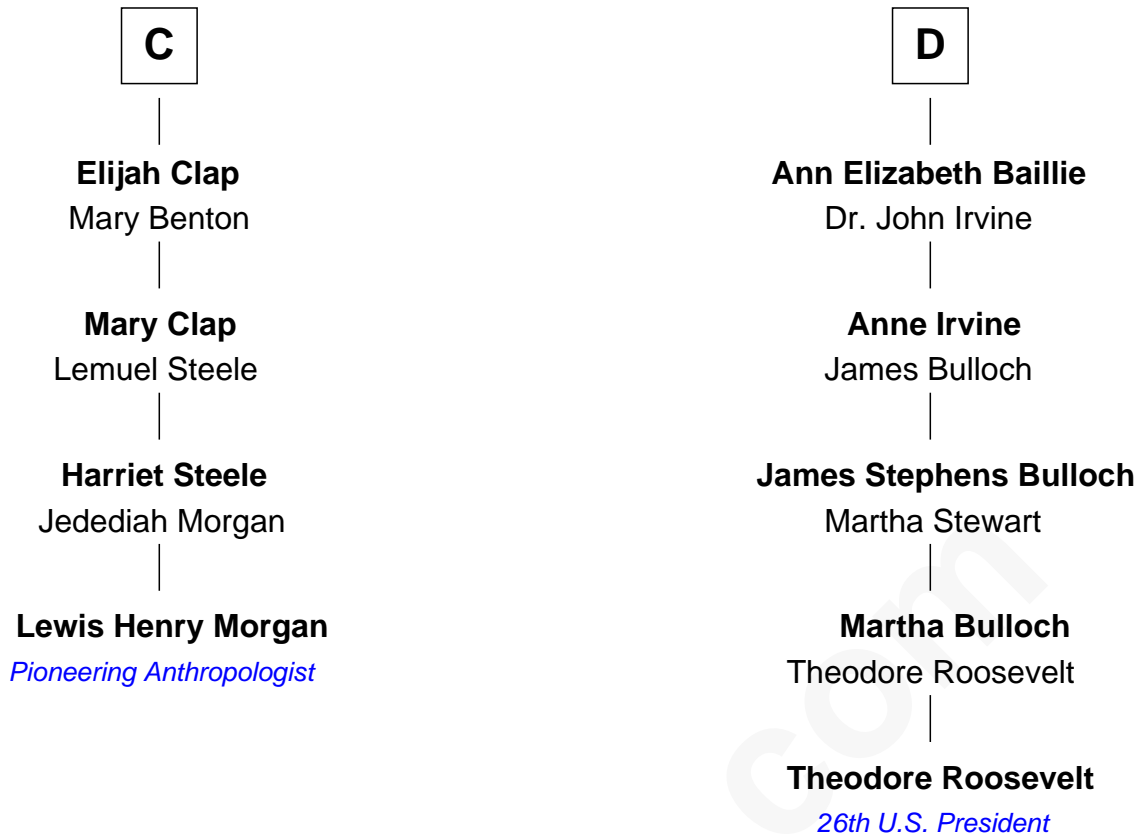 C
Elijah Clap
Mary Benton
Mary Clap
Lemuel Steele
Harriet Steele
Jedediah Morgan
Lewis Henry Morgan
Pioneering Anthropologist
D
Ann Elizabeth Baillie
Dr. John Irvine
Anne Irvine
James Bulloch
James Stephens Bulloch
Martha Stewart
Martha Bulloch
Theodore Roosevelt
Theodore Roosevelt
26th U.S. President
com